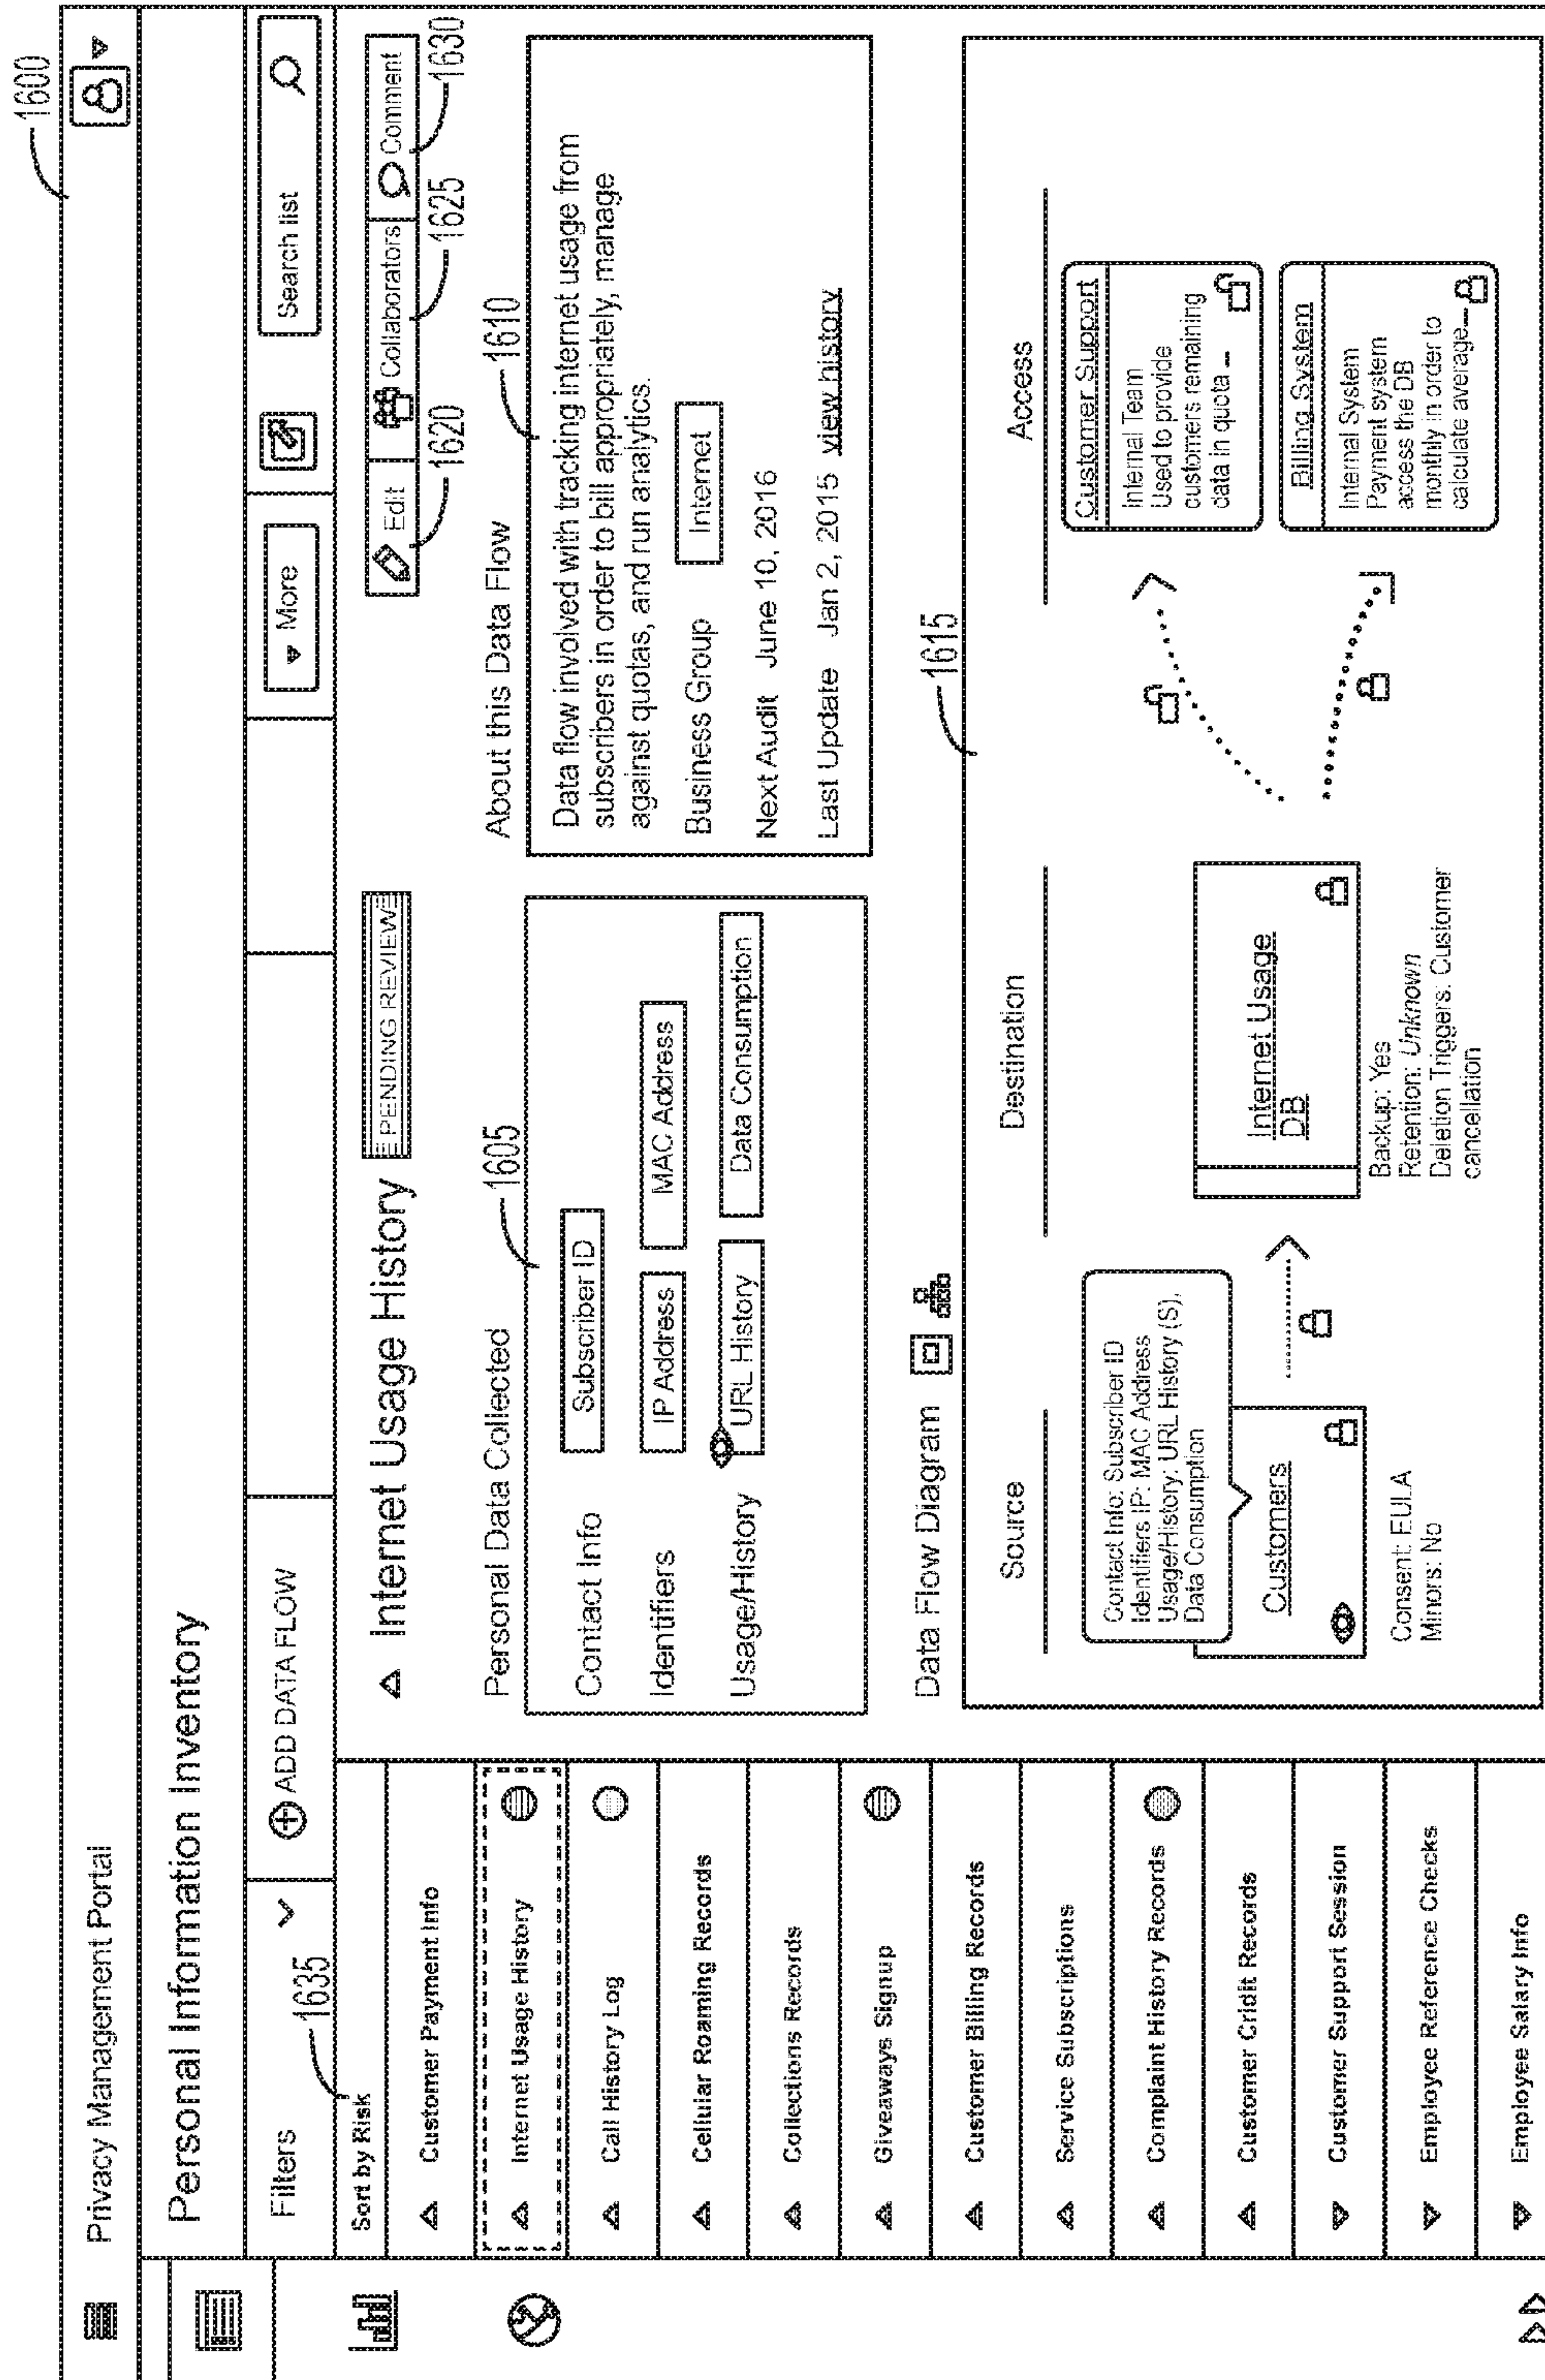 1600
Privacy Management Portal
Personal Information Inventory
Filters
ADD DATA FLOW
More
Search list
1635
Sort by Risk
Customer Payment Info
Internet Usage History
Call History Log
Cellular Roaming Records
Collections Records
Giveaways Signup
Customer Billing Records
Service Subscriptions
Complaint History Records
Customer Cridit Records
Customer Support Session
Employee Reference Checks
Employee Salary Info
Internet Usage History
PENDING REVIEW
Edit
Collaborators
Comment
1620
1625
1630
Personal Data Collected
1605
Contact Info
Subscriber ID
Identifiers
IP Address
MAC Address
Usage/History
URL History
Data Consumption
About this Data Flow
1610
Data flow involved with tracking internet usage from
subscribers in order to bill appropriately, manage
against quotas, and run analytics.
Business Group
Internet
Next Audit June 10, 2016
Last Update Jan 2, 2015 view history
Data Flow Diagram
1615
Source
Destination
Access
Contact Info: Subscriber ID
Identifiers IP: MAC Address
Usage/History: URL History (S),
Data Consumption
Customers
Consent: EULA
Minors: No
Internet Usage
DB
Backup: Yes
Retention: Unknown
Deletion Triggers: Customer
cancellation
Customer Support
Internal Team
Used to provide
customers remaining
data in quota ...
Billing System
Internal System
Payment system
access the DB
monthly in order to
calculate average...